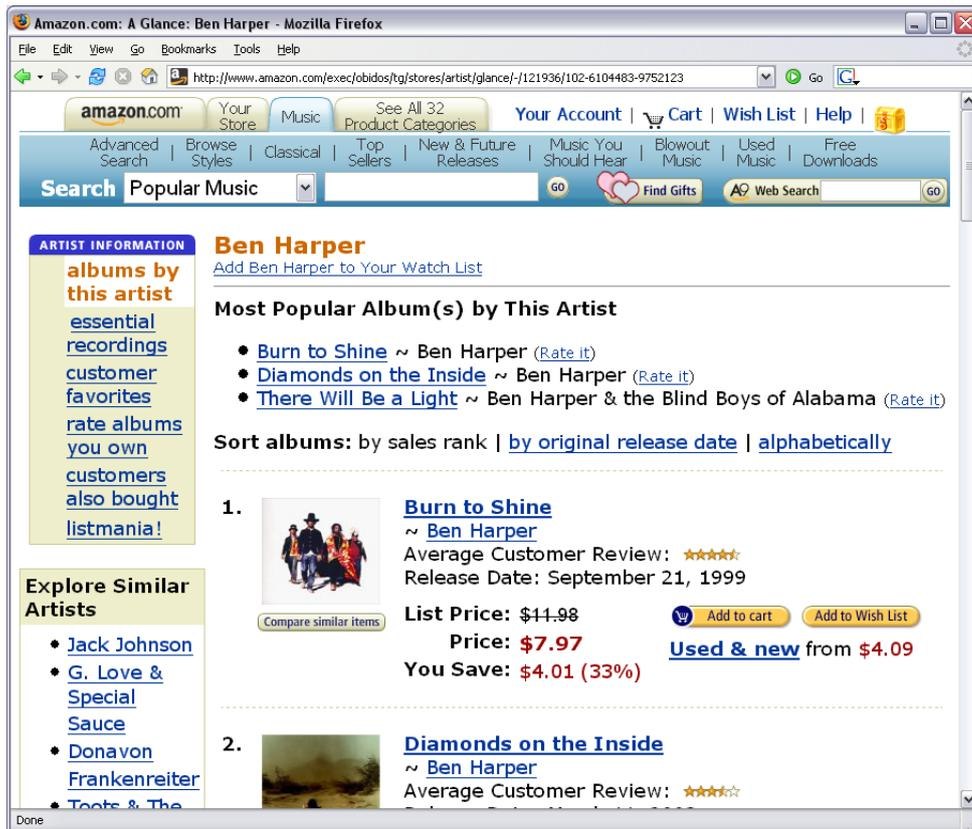 Amazon.com: A Glance: Ben Harper - Mozilla Firefox
File Edit View Go Bookmarks Tools Help
http://www.amazon.com/exec/obidos/tg/stores/artist/glance/-/121936/102-6104483-9752123 Go
amazon.com Your Store Music See All 32 Product Categories Your Account | Cart | Wish List | Help |
Advanced Search | Browse Styles | Classical | Top Sellers | New & Future Releases | Music You Should Hear | Blowout Music | Used Music | Free Downloads
Search Popular Music GO Find Gifts A9 Web Search GO
ARTIST INFORMATION
albums by
this artist
essential
recordings
customer
favorites
rate albums
you own
customers
also bought
listmania!
Explore Similar
Artists
• Jack Johnson
• G. Love &
Special
Sauce
• Donavon
Frankenreiter
• Toots & The
Ben Harper
Add Ben Harper to Your Watch List
Most Popular Album(s) by This Artist
• Burn to Shine ~ Ben Harper (Rate it)
• Diamonds on the Inside ~ Ben Harper (Rate it)
• There Will Be a Light ~ Ben Harper & the Blind Boys of Alabama (Rate it)
Sort albums: by sales rank | by original release date | alphabetically
1.
Burn to Shine
~ Ben Harper
Average Customer Review:
Release Date: September 21, 1999
Compare similar items
List Price: $11.98
Price: $7.97
You Save: $4.01 (33%)
Add to cart Add to Wish List
Used & new from $4.09
2.
Diamonds on the Inside
~ Ben Harper
Average Customer Review:
Done